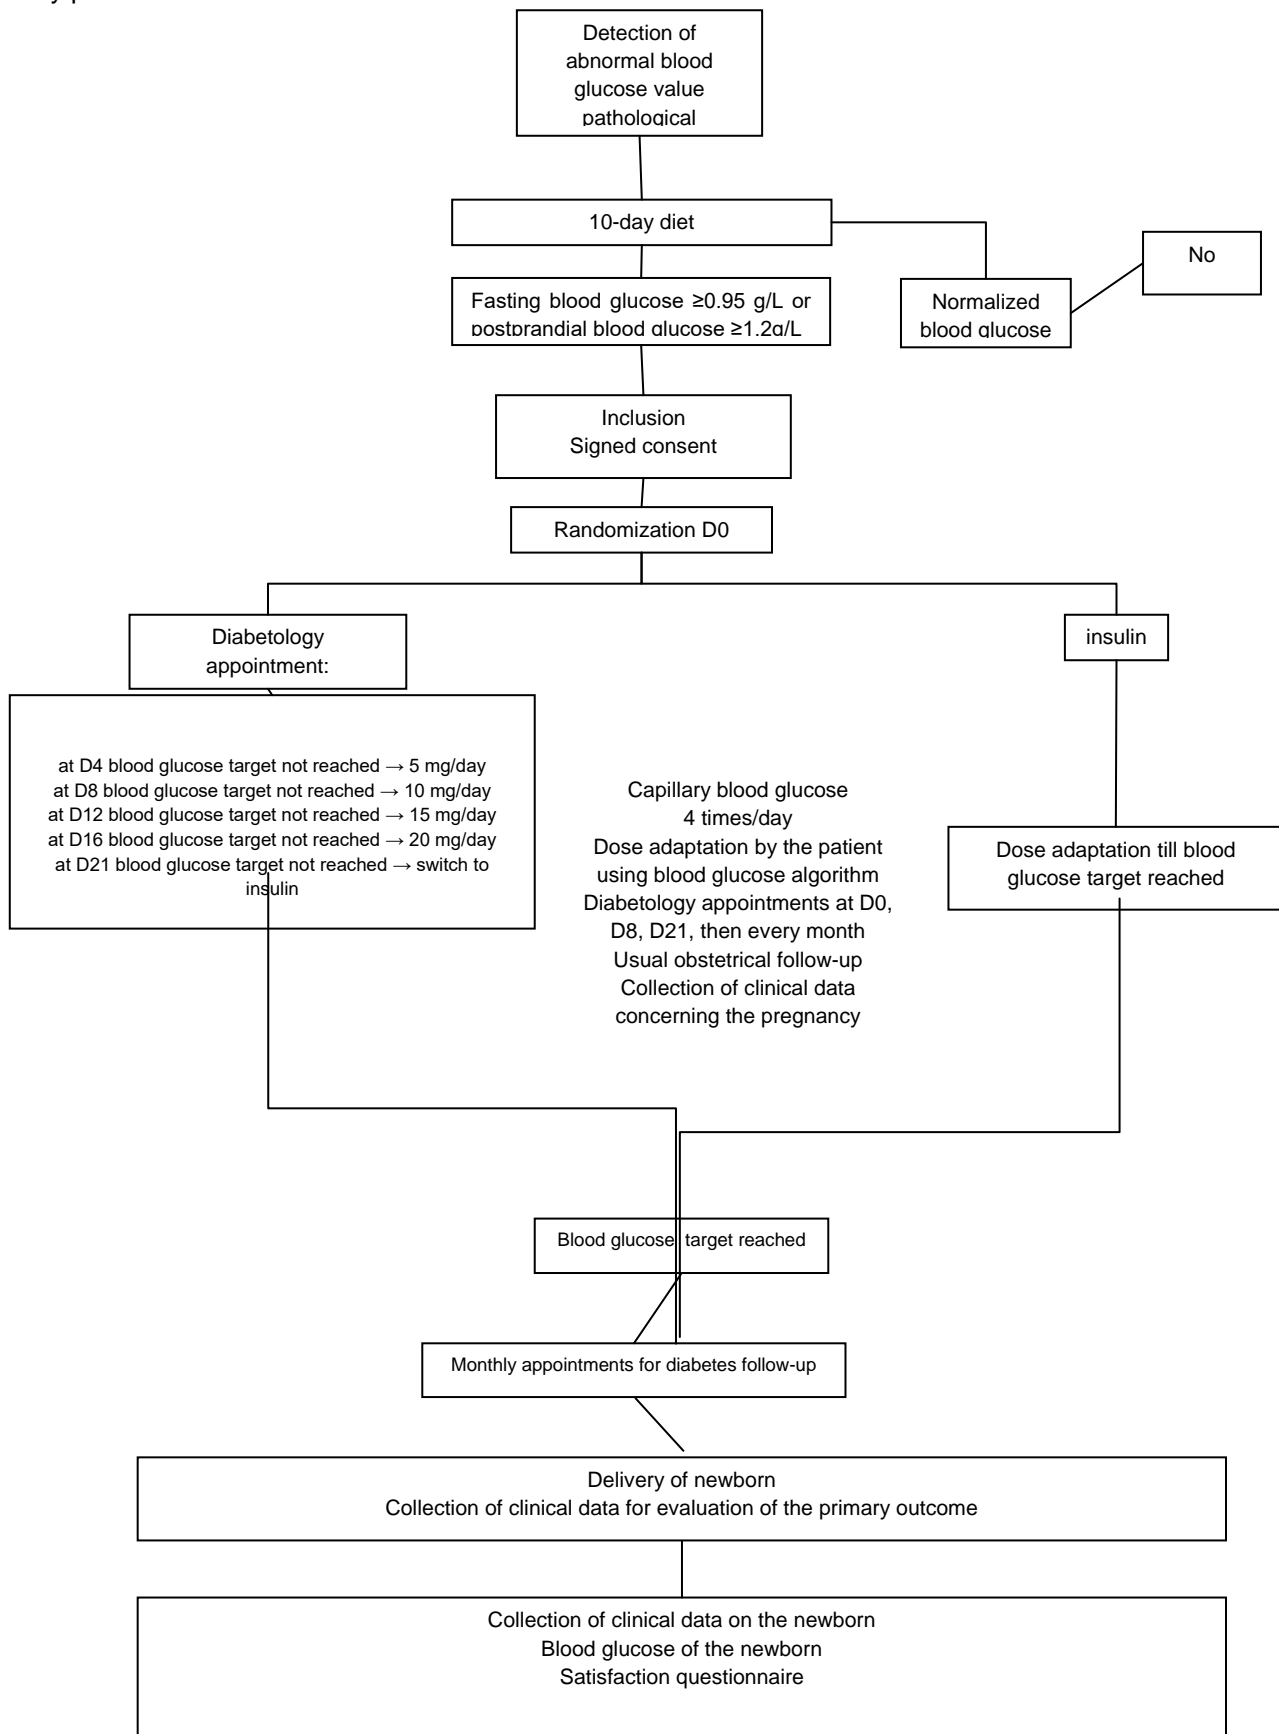 Detection of
abnormal blood
glucose value
pathological
10-day diet
No
Fasting blood glucose ≥0.95 g/L or
postprandial blood glucose ≥1.2g/L
Normalized
blood glucose
Inclusion
Signed consent
Randomization D0
Diabetology
appointment:
insulin
at D4 blood glucose target not reached → 5 mg/day
at D8 blood glucose target not reached → 10 mg/day
at D12 blood glucose target not reached → 15 mg/day
at D16 blood glucose target not reached → 20 mg/day
at D21 blood glucose target not reached → switch to
insulin
Capillary blood glucose
4 times/day
Dose adaptation by the patient
using blood glucose algorithm
Diabetology appointments at D0,
D8, D21, then every month
Usual obstetrical follow-up
Collection of clinical data
concerning the pregnancy
Dose adaptation till blood
glucose target reached
Blood glucose target reached
Monthly appointments for diabetes follow-up
Delivery of newborn
Collection of clinical data for evaluation of the primary outcome
Collection of clinical data on the newborn
Blood glucose of the newborn
Satisfaction questionnaire